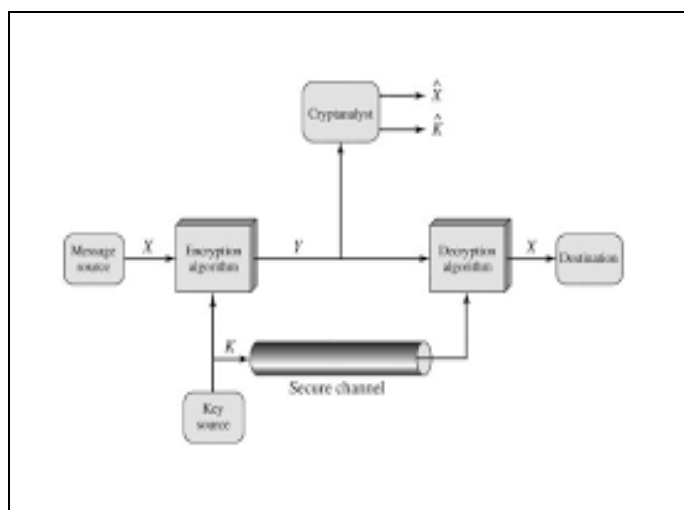 X̂
Cryptanalyst
K̂
Message
source
X
Encryption
algorithm
Y
Decryption
algorithm
X
Destination
K
Secure channel
Key
source